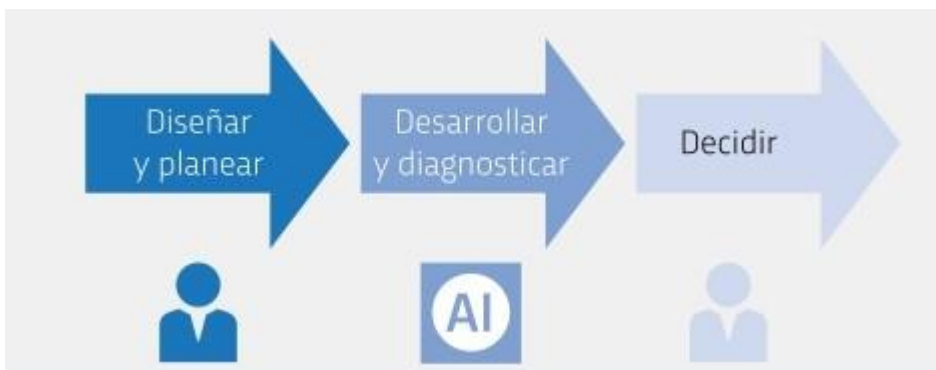 Diseñar
y planear
Desarrollar
y diagnosticar
Decidir
AI